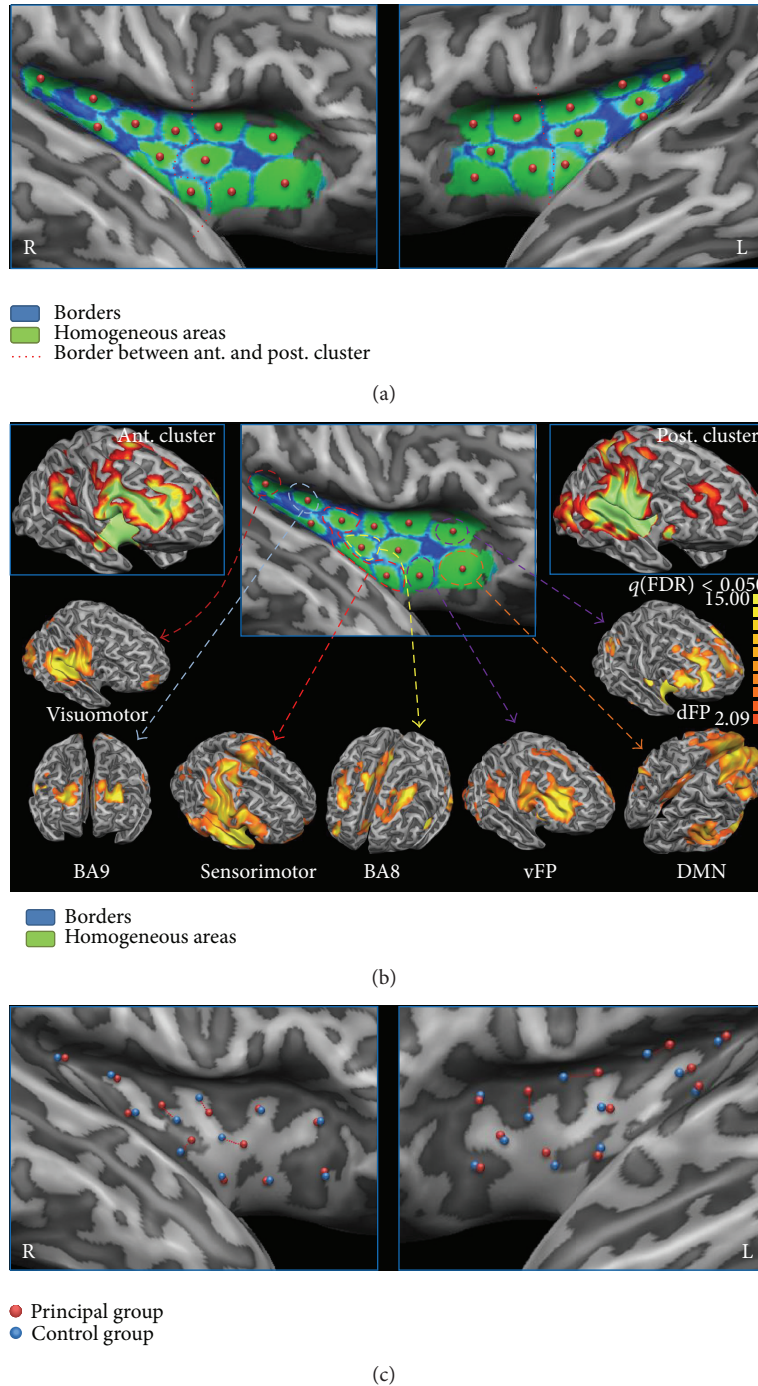 R
L
Borders
Homogeneous areas
Border between ant. and post. cluster
(a)
Ant. cluster
Post. cluster
q(FDR) < 0.050
15.00
Visuomotor
dFP
2.09
BA9
Sensorimotor
BA8
vFP
DMN
Borders
Homogeneous areas
(b)
R
L
Principal group
Control group
(c)